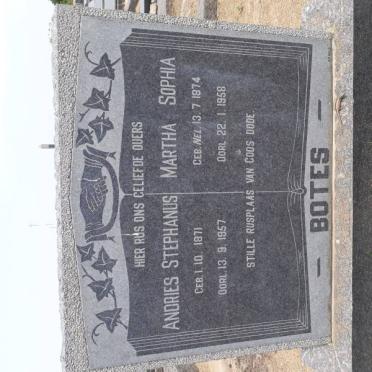 HIER RUS ONS GELIEFDE OUERS
ANDRIES STEPHANUS
GEB. 1. 10. 1871
OORL. 13. 9. 1957
MARTHA SOPHIA
GEB. NEL 13. 7. 1874
OORL. 22. 1. 1958
STILLE RUSPLAAS VAN GODS DODE
— BOTES —